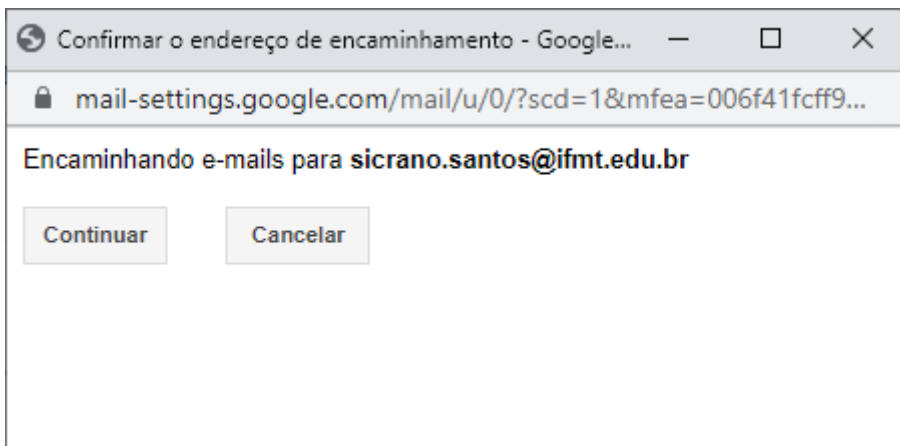 Confirmar o endereço de encaminhamento - Google...
mail-settings.google.com/mail/u/0/?scd=1&mfea=006f41fcff9...
Encaminhando e-mails para sicrano.santos@ifmt.edu.br
Continuar Cancelar